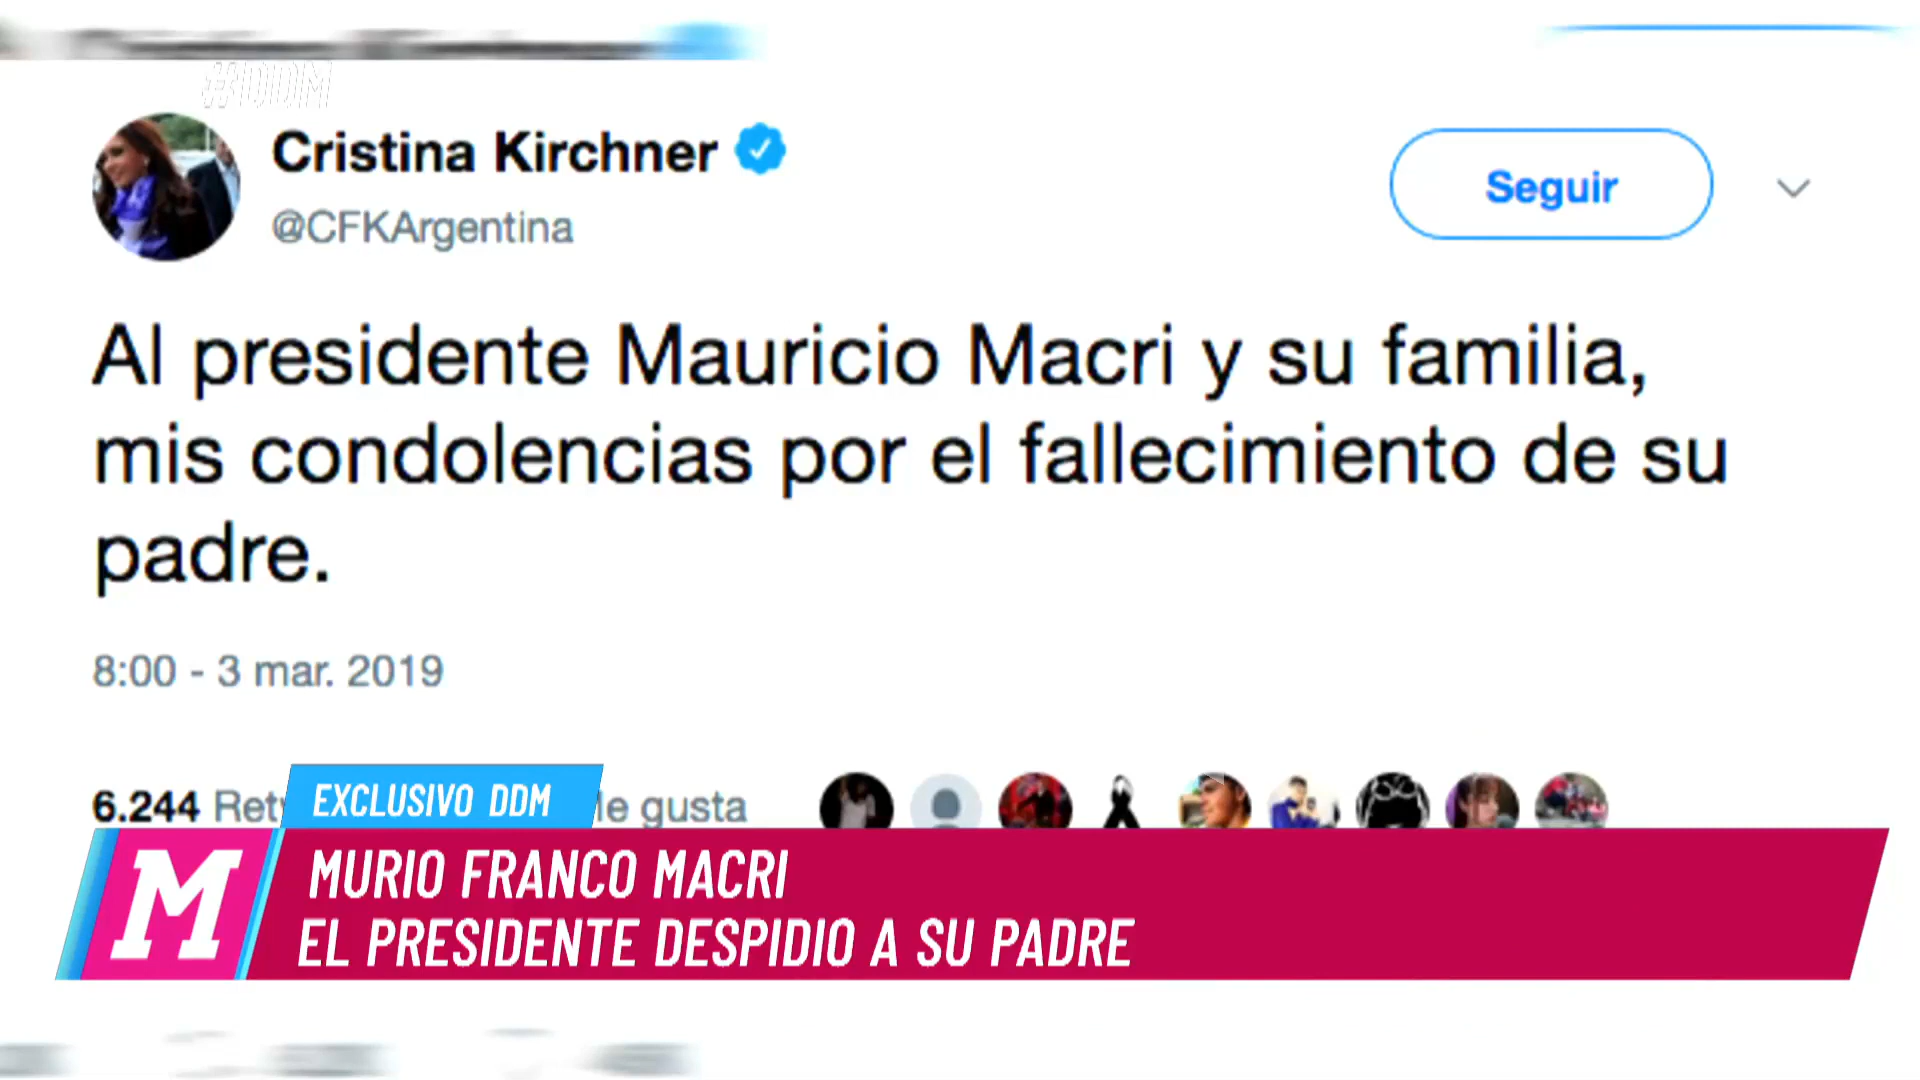 #DDM
Cristina Kirchner
@CFKArgentina
Seguir
Al presidente Mauricio Macri y su familia,
mis condolencias por el fallecimiento de su
padre.
8:00 - 3 mar. 2019
6.244 gusta
EXCLUSIVO DDM
M
MURIO FRANCO MACRI
EL PRESIDENTE DESPIDIO A SU PADRE